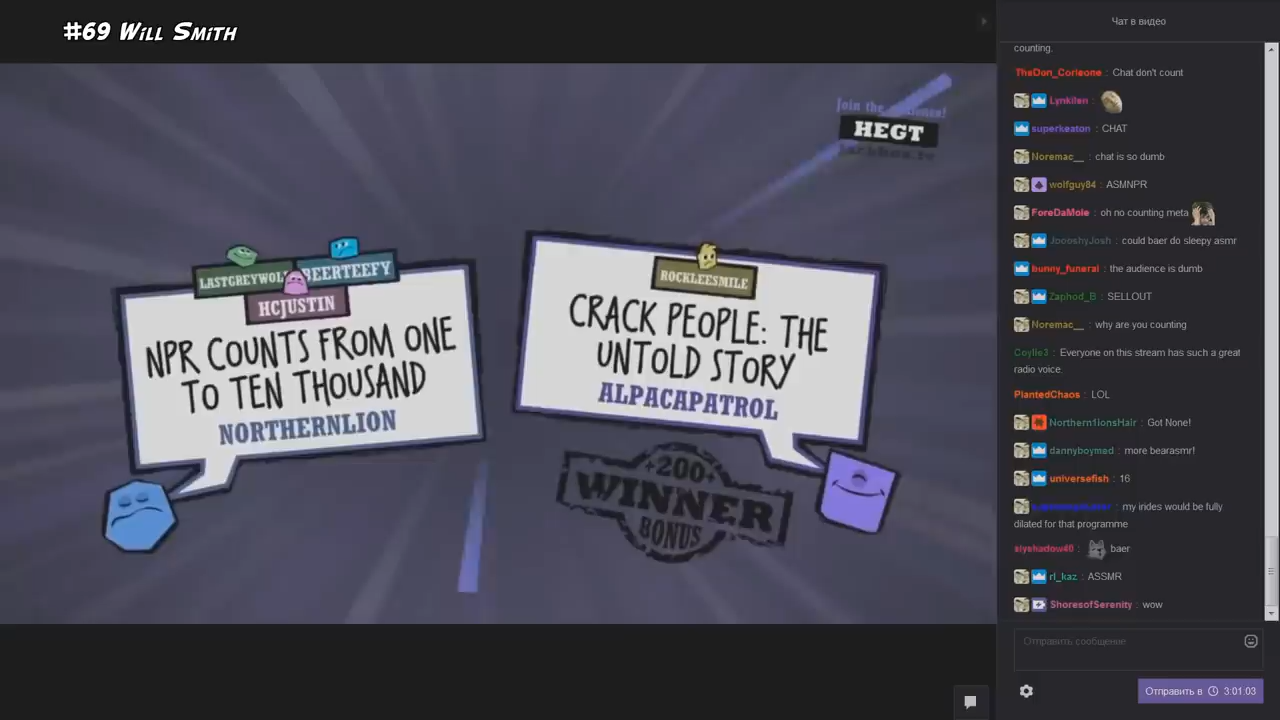 #69 Will Smith
Join the audience!
HEGT
LASTGREYWOL
BEERTEEFY
HCJUSTIN
NPR COUNTS FROM ONE
TO TEN THOUSAND
NORTHERNLION
ROCKLEESMILE
CRACK PEOPLE: THE
UNTOLD STORY
ALPACAPATROL
+200+
WINNER
BONUS
Чат в видео
counting.
TheDon_Corleone : Chat don't count
Lynkilen :
superkeaton : CHAT
Noremac__ : chat is so dumb
wolfguy84 : ASMNPR
ForeDaMole : oh no counting meta
JoooshyJosh : could baer do sleepy asmr
bunny_funeral : the audience is dumb
Zaphod_B : SELLOUT
Noremac__ : why are you counting
Coylie3 : Everyone on this stream has such a great
radio voice.
PlantedChaos : LOL
Northern1ionsHair : Got None!
dannyboymed : more bearasmr!
universefish : 16
: my irides would be fully
dilated for that programme
slyshadow40 : baer
rl_kaz : ASSMR
ShoresofSerenity : wow
Отправить сообщение
Отправить в 3:01:03